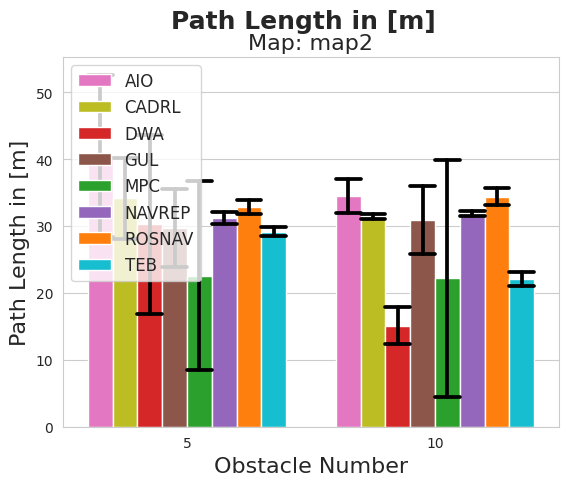 Path Length in [m]
Map: map2
Path Length in [m]
50
40
30
20
10
0
AIO
CADRL
DWA
GUL
MPC
NAVREP
ROSNAV
TEB
5
10
Obstacle Number